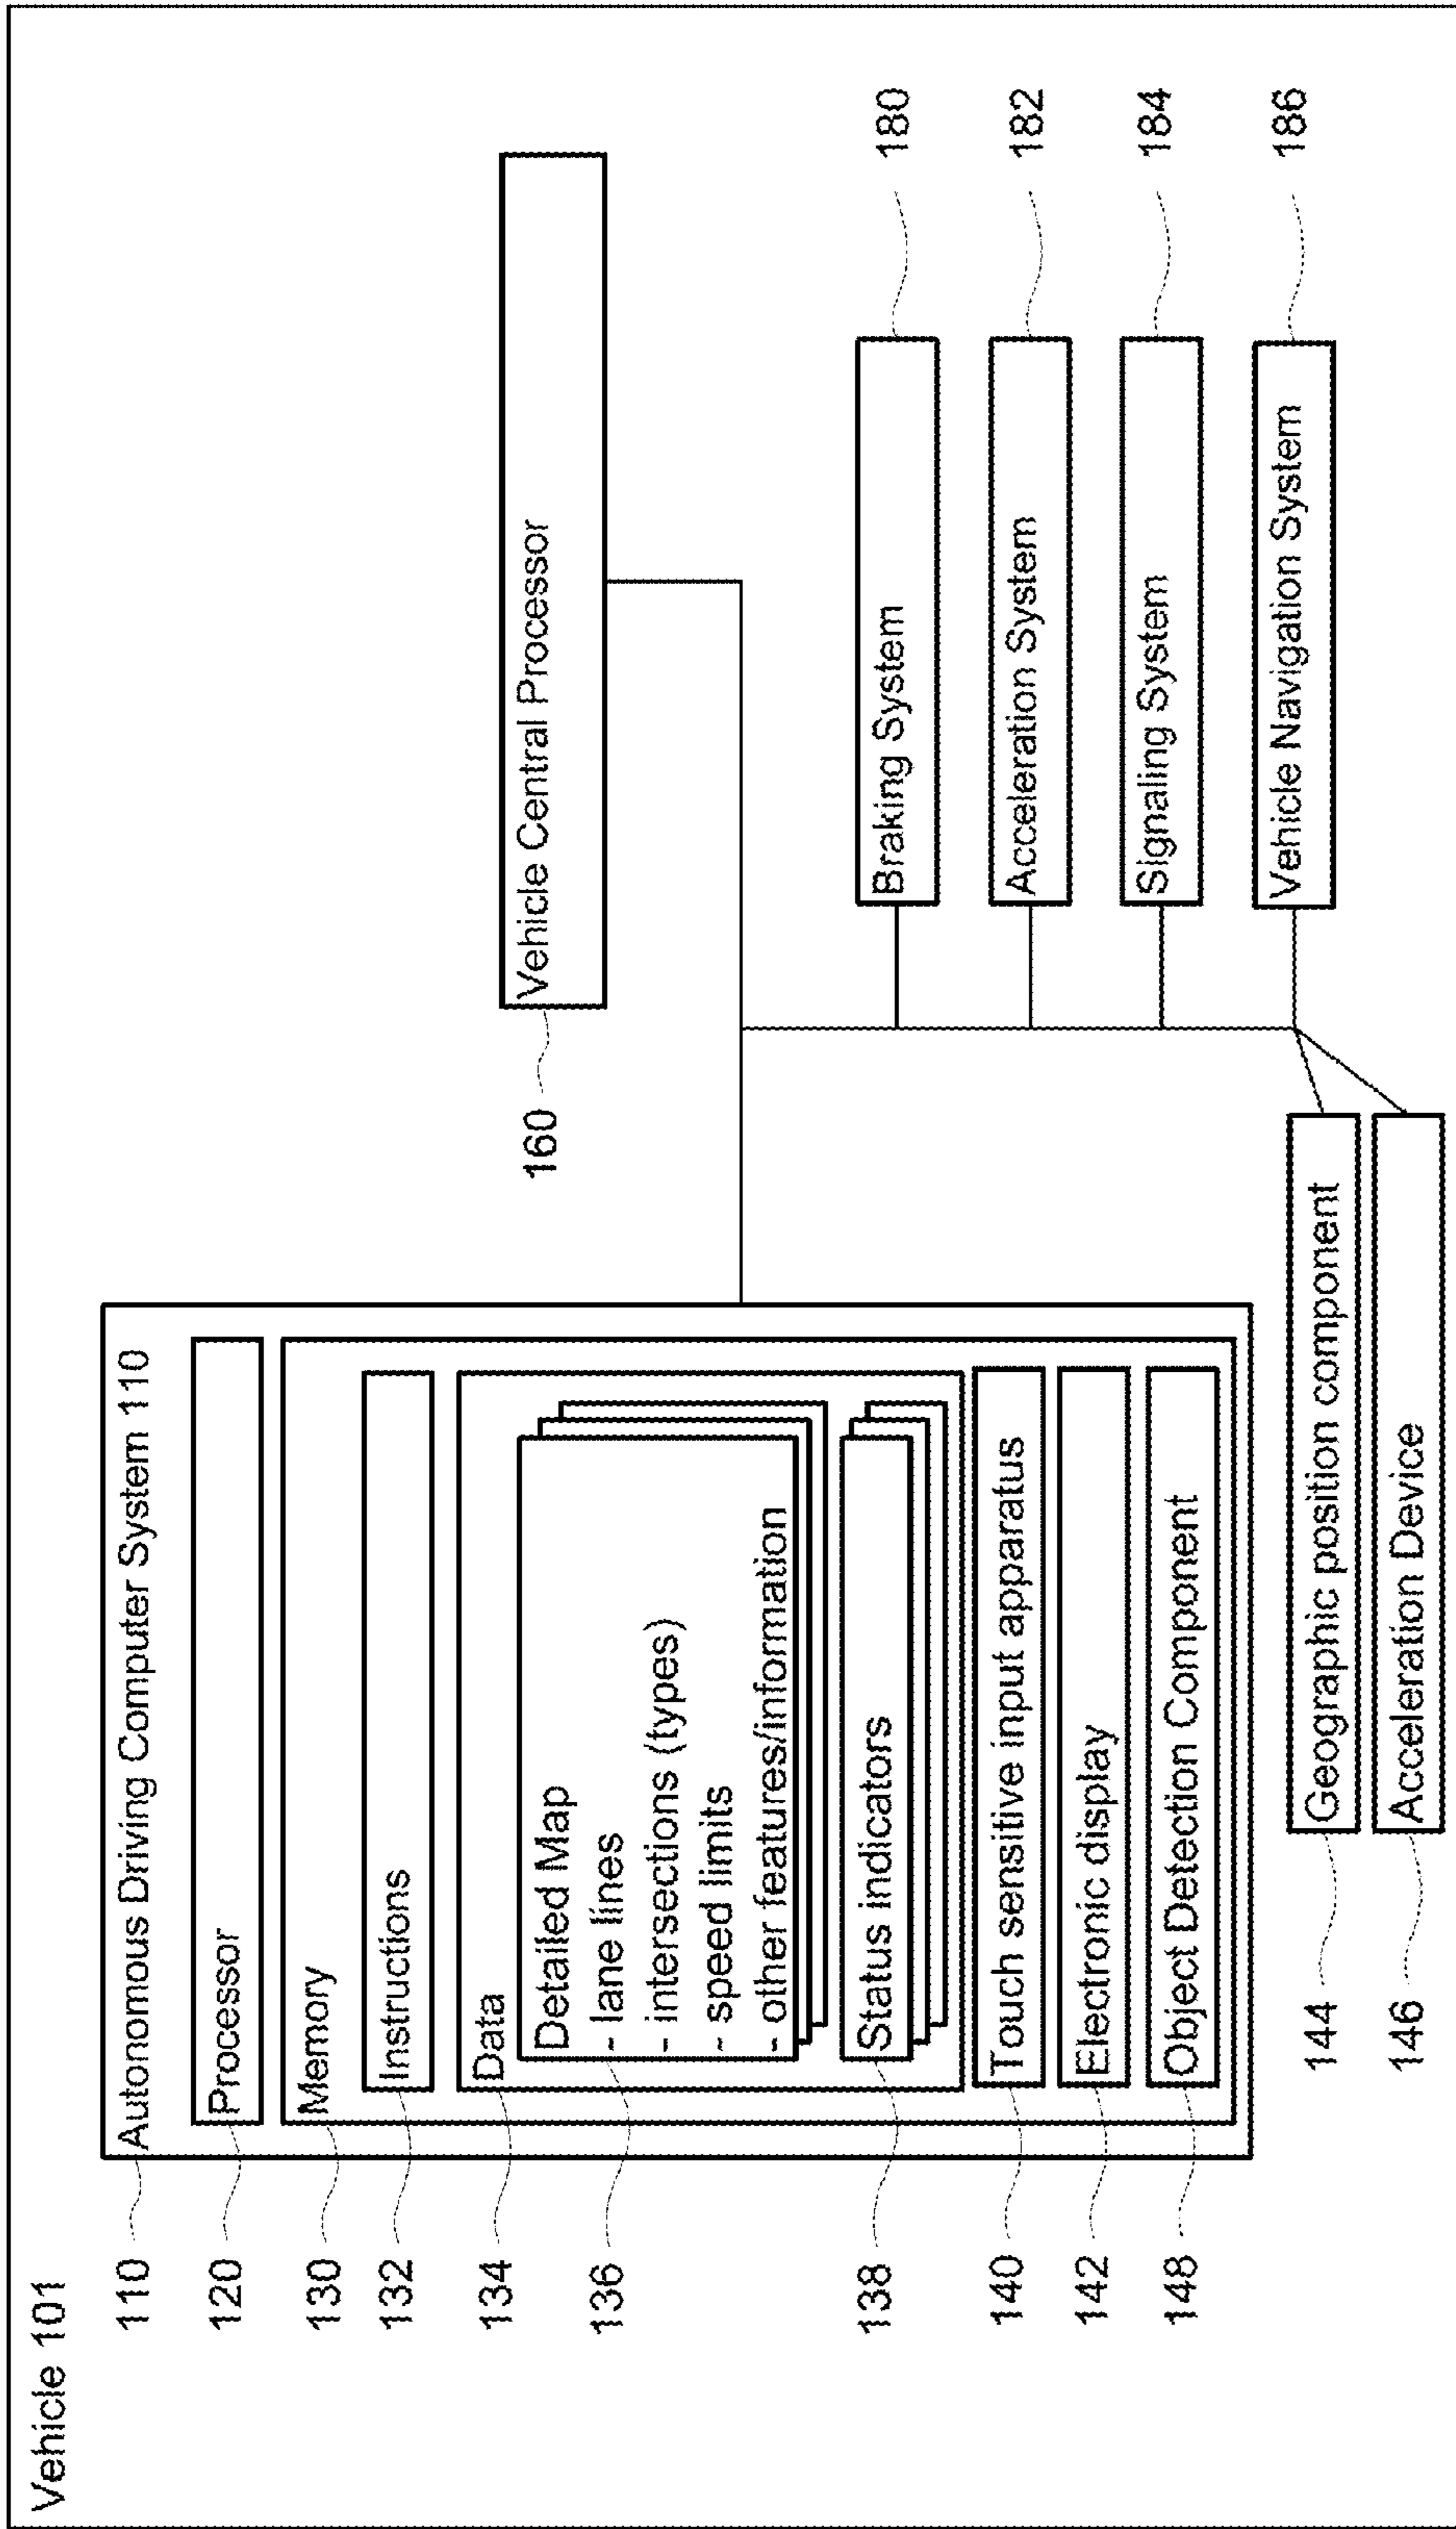 Vehicle 101
110
Autonomous Driving Computer System 110
120
Processor
130
Memory
132
Instructions
134
Data
136
Detailed Map
- lane lines
- intersections (types)
- speed limits
- other features/information
138
Status indicators
140
Touch sensitive input apparatus
142
Electronic display
148
Object Detection Component
144
Geographic position component
146
Acceleration Device
160
Vehicle Central Processor
Braking System
180
Acceleration System
182
Signaling System
184
Vehicle Navigation System
186